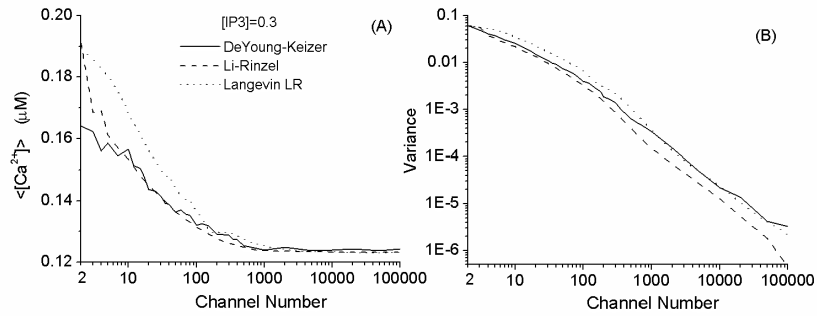 [IP3]=0.3
(A)
DeYoung-Keizer
Li-Rinzel
Langevin LR
0.20
0.18
0.16
0.14
0.12
<[Ca²⁺]> (μM)
2 10 100 1000 10000 100000
Channel Number
(B)
0.1
0.01
1E-3
1E-4
1E-5
1E-6
Variance
2 10 100 1000 10000 100000
Channel Number